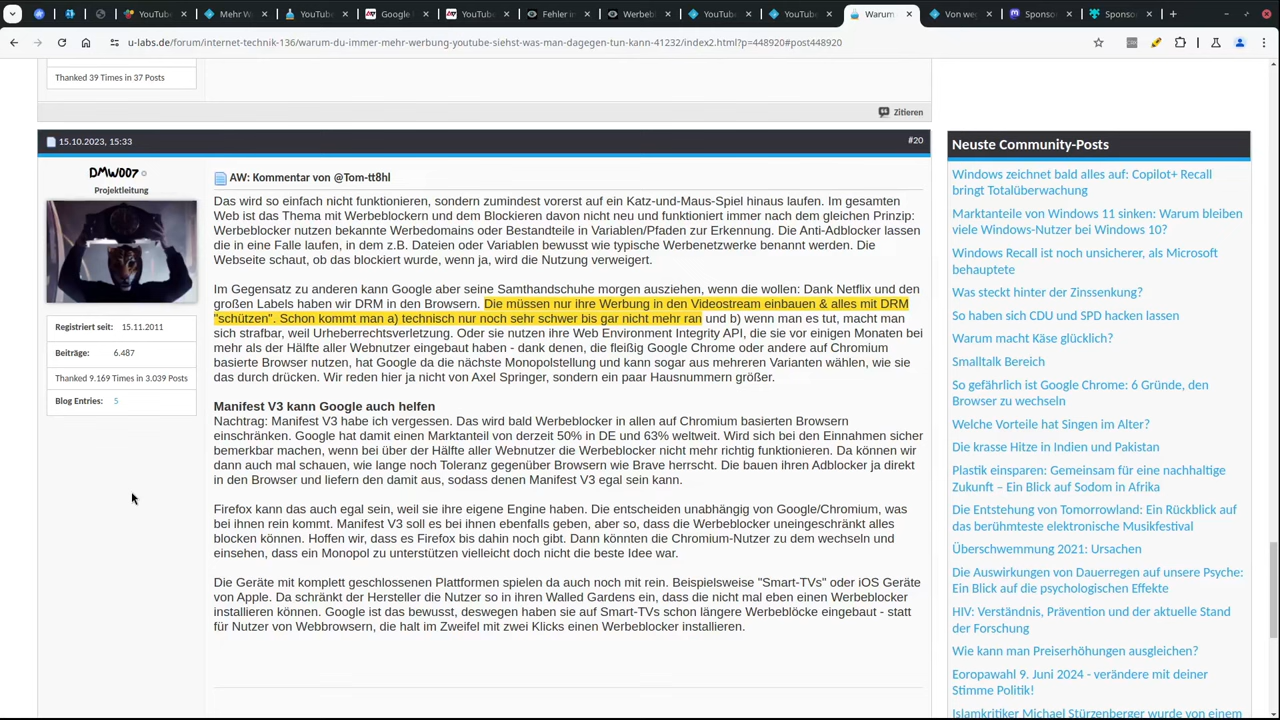 YouTub
Mehr W
YouTube
Google
YouTube
Fehler in
Werbebl
YouTub
YouTube
Warum
Von weg
Sponso
Sponso
u-labs.de/forum/internet-technik-136/warum-du-immer-mehr-werbung-youtube-siehst-was-man-dagegen-tun-kann-41232/index2.html?p=448920#post448920
Thanked 39 Times in 37 Posts
Zitieren
15.10.2023, 15:33
#20
DMW007
Projektleitung
Registriert seit: 15.11.2011
Beiträge: 6.487
Thanked 9.169 Times in 3.039 Posts
Blog Entries: 5
AW: Kommentar von @Tom-tt8hl
Das wird so einfach nicht funktionieren, sondern zumindest vorerst auf ein Katz-und-Maus-Spiel hinaus laufen. Im gesamten
Web ist das Thema mit Werbeblockern und dem Blockieren davon nicht neu und funktioniert immer nach dem gleichen Prinzip:
Werbeblocker nutzen bekannte Werbedomains oder Bestandteile in Variablen/Pfaden zur Erkennung. Die Anti-Adblocker lassen
die in eine Falle laufen, in dem z.B. Dateien oder Variablen bewusst wie typische Werbenetzwerke benannt werden. Die
Webseite schaut, ob das blockiert wurde, wenn ja, wird die Nutzung verweigert.
Im Gegensatz zu anderen kann Google aber seine Samthandschuhe morgen ausziehen, wenn die wollen: Dank Netflix und den
großen Labels haben wir DRM in den Browsern. Die müssen nur ihre Werbung in den Videostream einbauen & alles mit DRM
"schützen". Schon kommt man a) technisch nur noch sehr schwer bis gar nicht mehr ran und b) wenn man es tut, macht man
sich strafbar, weil Urheberrechtsverletzung. Oder sie nutzen ihre Web Environment Integrity API, die sie vor einigen Monaten bei
mehr als der Hälfte aller Webnutzer eingebaut haben - dank denen, die fleißig Google Chrome oder andere auf Chromium
basierte Browser nutzen, hat Google da die nächste Monopolstellung und kann sogar aus mehreren Varianten wählen, wie sie
das durch drücken. Wir reden hier ja nicht von Axel Springer, sondern ein paar Hausnummern größer.
Manifest V3 kann Google auch helfen
Nachtrag: Manifest V3 habe ich vergessen. Das wird bald Werbeblocker in allen auf Chromium basierten Browsern
einschränken. Google hat damit einen Marktanteil von derzeit 50% in DE und 63% weltweit. Wird sich bei den Einnahmen sicher
bemerkbar machen, wenn bei über der Hälfte aller Webnutzer die Werbeblocker nicht mehr richtig funktionieren. Da können wir
dann auch mal schauen, wie lange noch Toleranz gegenüber Browsern wie Brave herrscht. Die bauen ihren Adblocker ja direkt
in den Browser und liefern den damit aus, sodass denen Manifest V3 egal sein kann.
Firefox kann das auch egal sein, weil sie ihre eigene Engine haben. Die entscheiden unabhängig von Google/Chromium, was
bei ihnen rein kommt. Manifest V3 soll es bei ihnen ebenfalls geben, aber so, dass die Werbeblocker uneingeschränkt alles
blocken können. Hoffen wir, dass es Firefox bis dahin noch gibt. Dann könnten die Chromium-Nutzer zu dem wechseln und
einsehen, dass ein Monopol zu unterstützen vielleicht doch nicht die beste Idee war.
Die Geräte mit komplett geschlossenen Plattformen spielen da auch noch mit rein. Beispielsweise "Smart-TVs" oder iOS Geräte
von Apple. Da schränkt der Hersteller die Nutzer so in ihren Walled Gardens ein, dass die nicht mal eben einen Werbeblocker
installieren können. Google ist das bewusst, deswegen haben sie auf Smart-TVs schon längere Werbeblöcke eingebaut - statt
für Nutzer von Webbrowsern, die halt im Zweifel mit zwei Klicks einen Werbeblocker installieren.
Neuste Community-Posts
Windows zeichnet bald alles auf: Copilot+ Recall
bringt Totalüberwachung
Marktanteile von Windows 11 sinken: Warum bleiben
viele Windows-Nutzer bei Windows 10?
Windows Recall ist noch unsicherer, als Microsoft
behauptete
Was steckt hinter der Zinssenkung?
So haben sich CDU und SPD hacken lassen
Warum macht Käse glücklich?
Smalltalk Bereich
So gefährlich ist Google Chrome: 6 Gründe, den
Browser zu wechseln
Welche Vorteile hat Singen im Alter?
Die krasse Hitze in Indien und Pakistan
Plastik einsparen: Gemeinsam für eine nachhaltige
Zukunft – Ein Blick auf Sodom in Afrika
Die Entstehung von Tomorrowland: Ein Rückblick auf
das berühmteste elektronische Musikfestival
Überschwemmung 2021: Ursachen
Die Auswirkungen von Dauerregen auf unsere Psyche:
Ein Blick auf die psychologischen Effekte
HIV: Verständnis, Prävention und der aktuelle Stand
der Forschung
Wie kann man Preiserhöhungen ausgleichen?
Eoropawahl 9. Juni 2024 - verändere mit deiner
Stimme Politik!
Islamkritiker Michael Stürzenberger wurde von einem